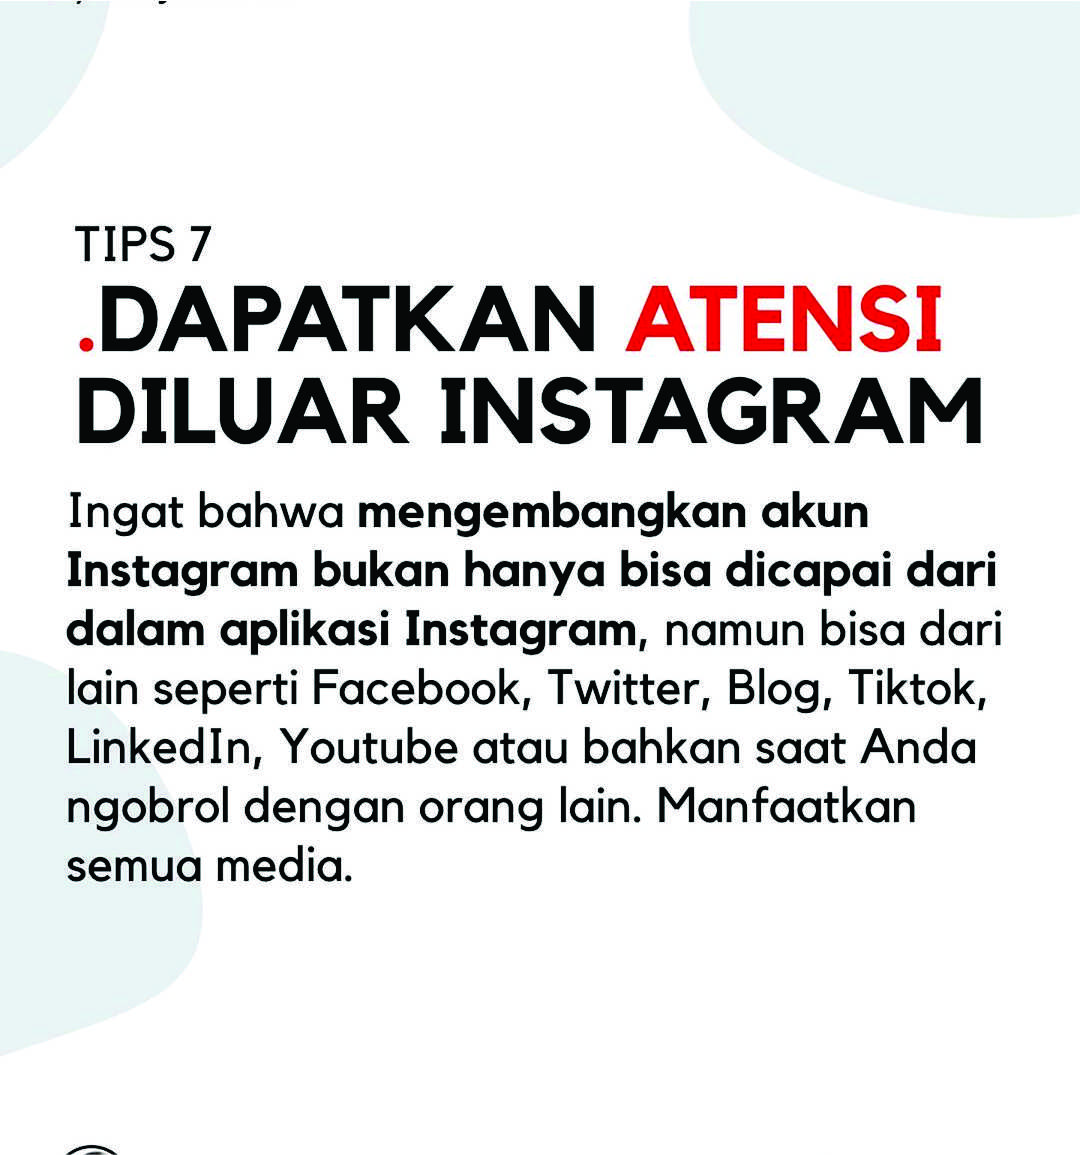 TIPS 7
.DAPATKAN ATENSI
DILUAR INSTAGRAM
Ingat bahwa mengembangkan akun
Instagram bukan hanya bisa dicapai dari
dalam aplikasi Instagram, namun bisa dari
lain seperti Facebook, Twitter, Blog, Tiktok,
LinkedIn, Youtube atau bahkan saat Anda
ngobrol dengan orang lain. Manfaatkan
semua media.